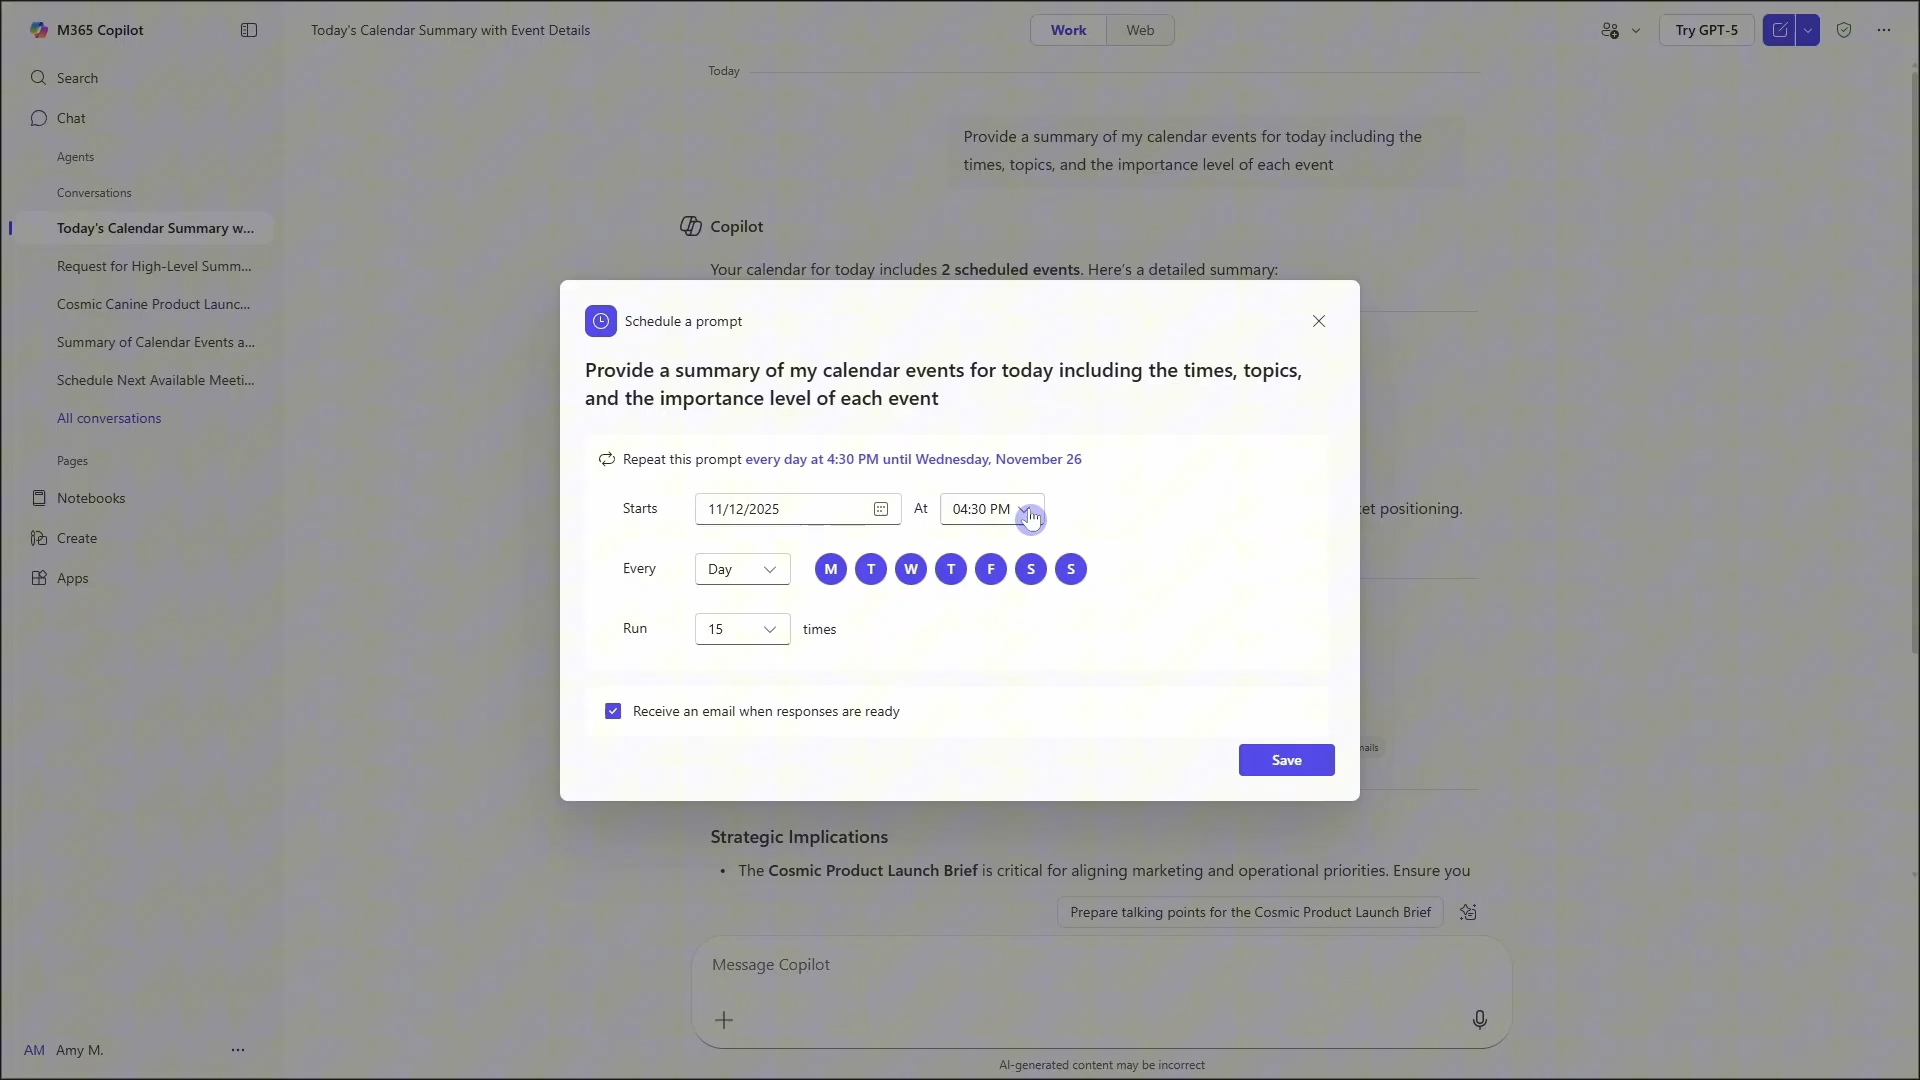 M365 Copilot
Today's Calendar Summary with Event Details
Work
Web
Try GPT-5
Search
Chat
Agents
Conversations
Today's Calendar Summary w...
Request for High-Level Summ...
Cosmic Canine Product Launc...
Summary of Calendar Events a...
Schedule Next Available Meeti...
All conversations
Pages
Notebooks
Create
Apps
AM Amy M.
Today
Provide a summary of my calendar events for today including the
times, topics, and the importance level of each event
Copilot
Your calendar for today includes 2 scheduled events. Here's a detailed summary:
Schedule a prompt
Provide a summary of my calendar events for today including the times, topics,
and the importance level of each event
Repeat this prompt every day at 4:30 PM until Wednesday, November 26
Starts
11/12/2025
At
04:30 PM
Every
Day
M T W T F S S
Run
15
times
Receive an email when responses are ready
Save
positioning.
Strategic Implications
• The Cosmic Product Launch Brief is critical for aligning marketing and operational priorities. Ensure you
Prepare talking points for the Cosmic Product Launch Brief
Message Copilot
AI-generated content may be incorrect